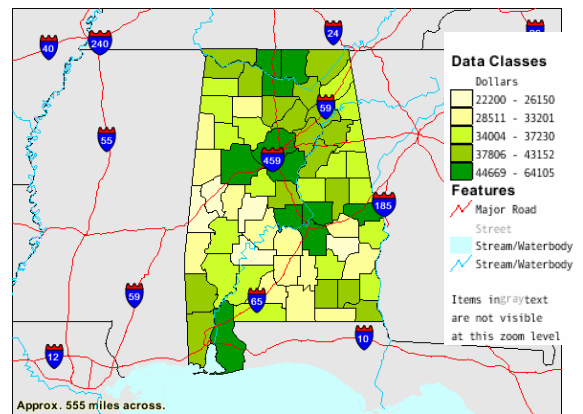 40
240
24
55
59
459
185
59
65
12
10
Data Classes
Dollars
22200 - 26150
28511 - 33201
34004 - 37230
37806 - 43152
44669 - 64105
Features
Major Road
Street
Stream/Waterbody
Stream/Waterbody
Items in gray text
are not visible
at this zoom level
Approx. 555 miles across.